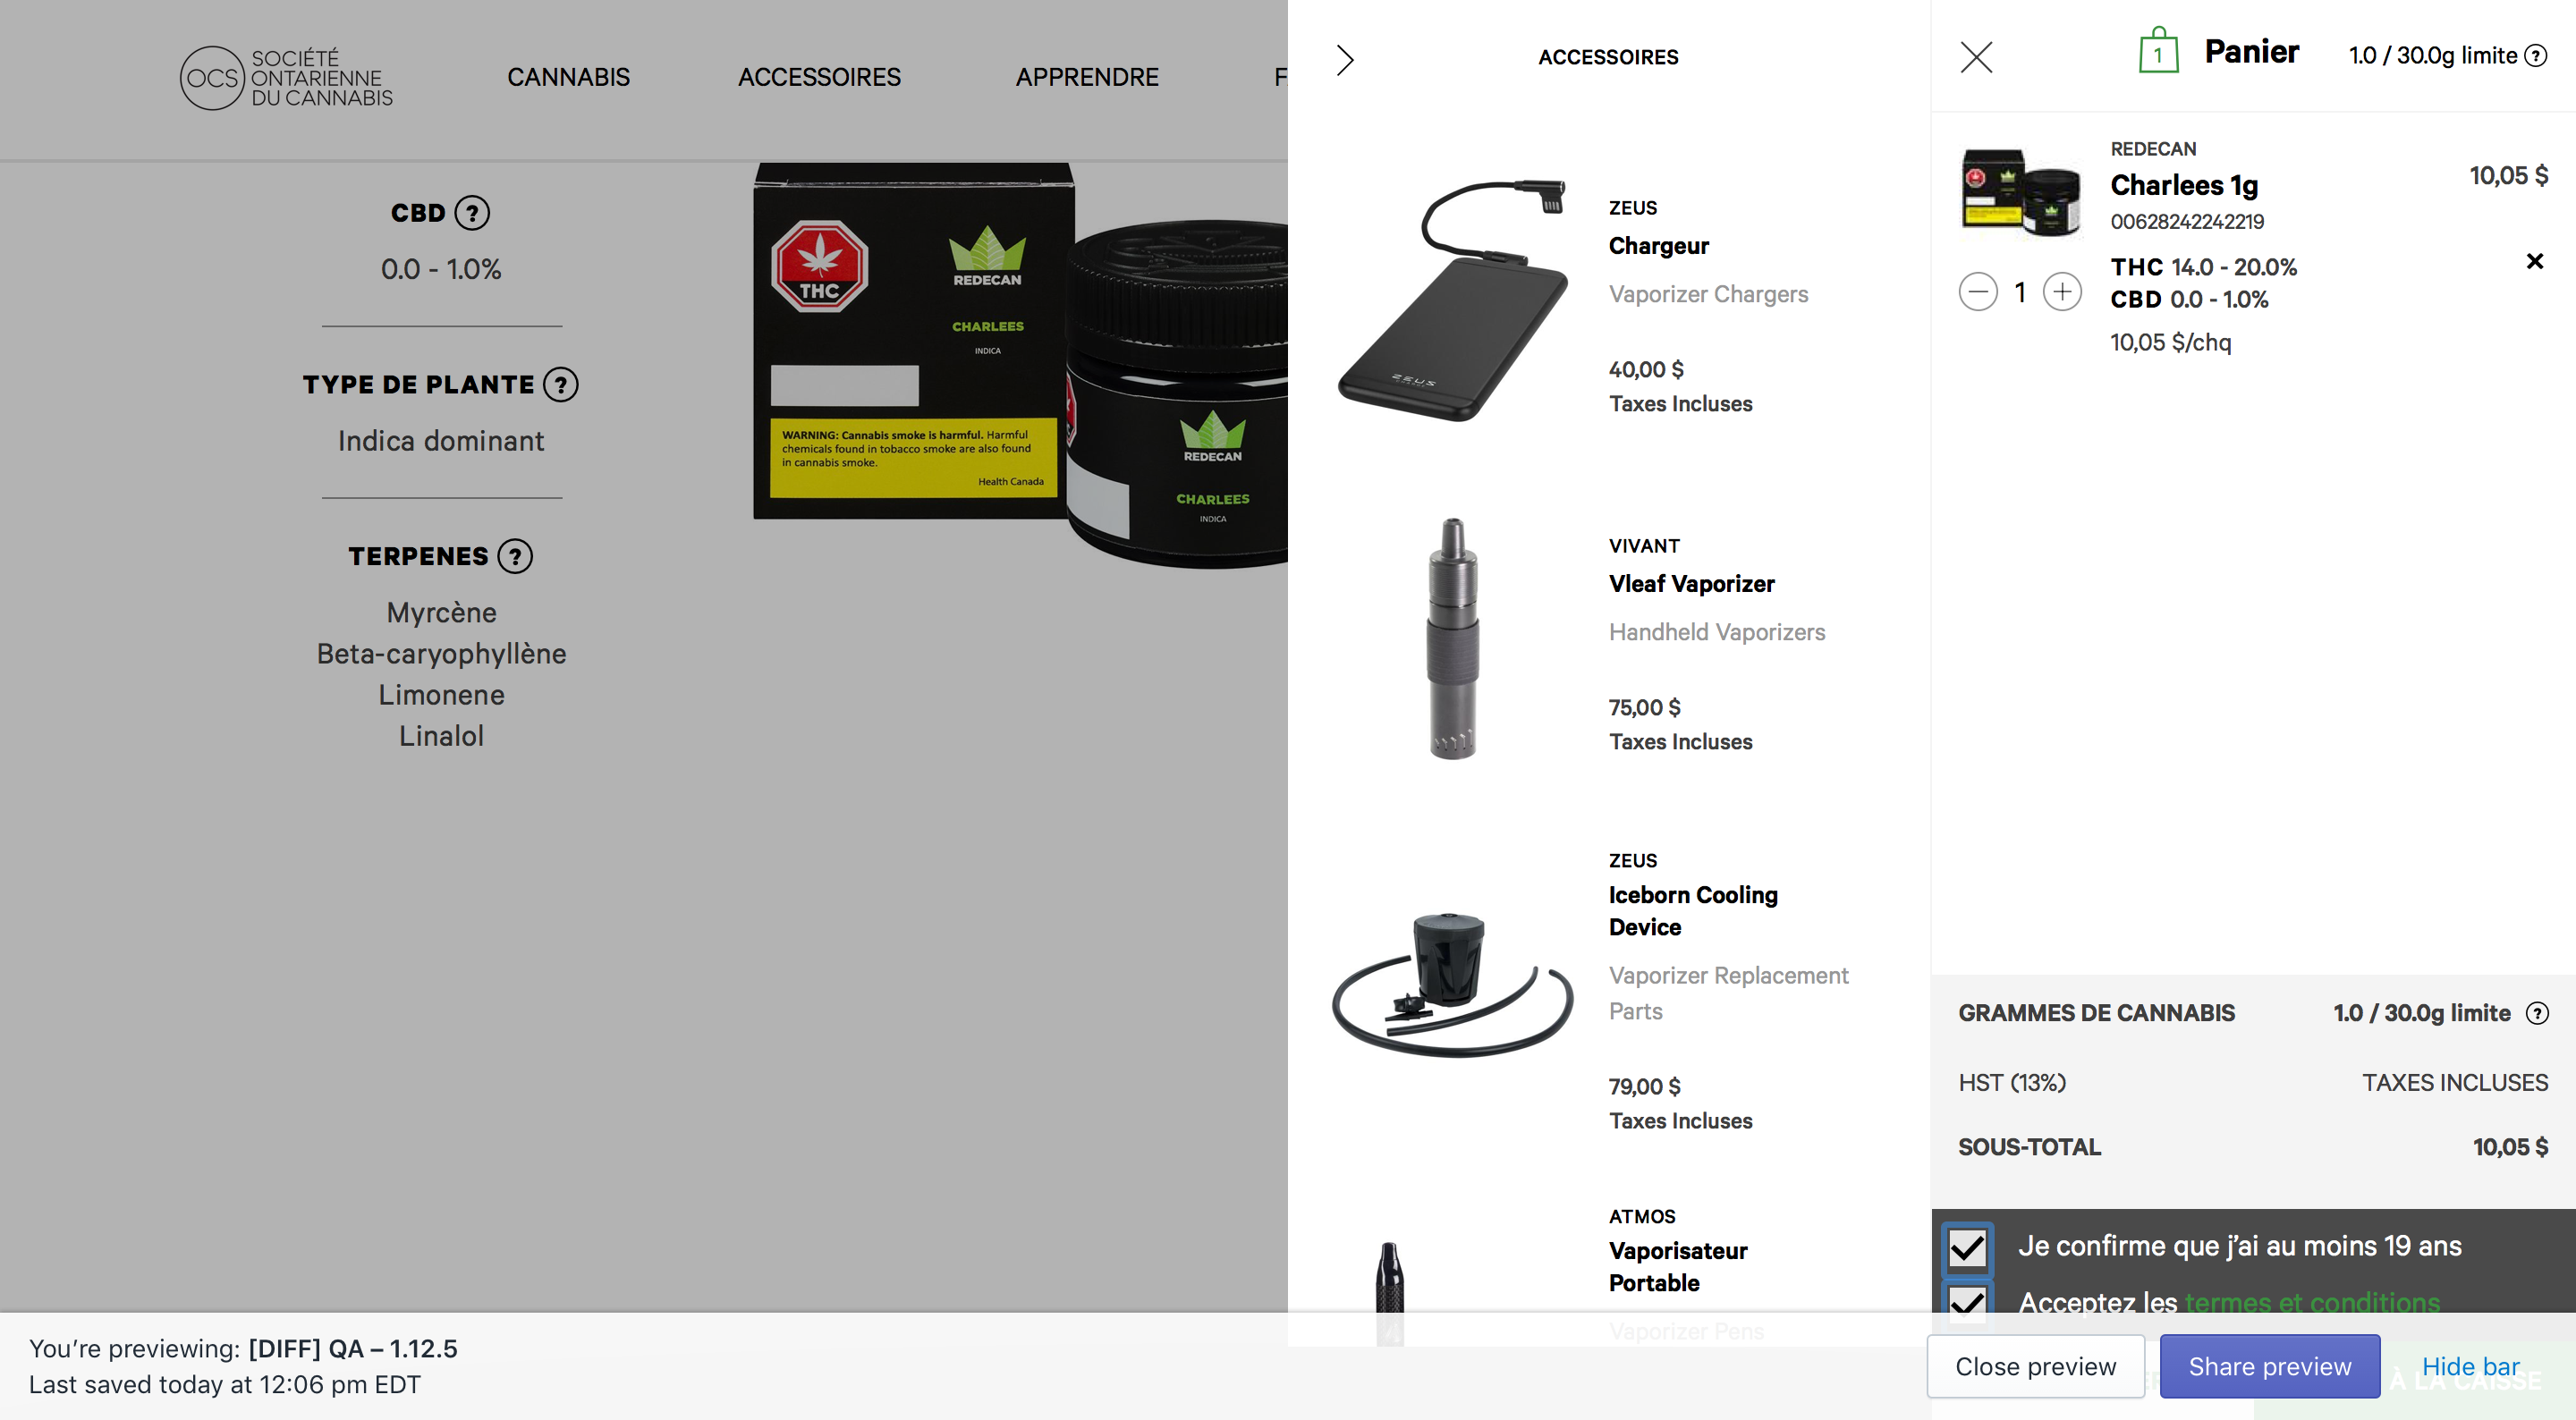 OCS
SOCIÉTÉ
ONTARIENNE
DU CANNABIS
CANNABIS
ACCESSOIRES
APPRENDRE
CBD ?
0.0 - 1.0%
TYPE DE PLANTE ?
Indica dominant
TERPENES ?
Myrcène
Beta-caryophyllène
Limonene
Linalol
THC
REDECAN
CHARLEES
INDICA
WARNING: Cannabis smoke is harmful. Harmful
chemicals found in tobacco smoke are also found
in cannabis smoke.
Health Canada
REDECAN
CHARLEES
INDICA
ACCESSOIRES
ZEUS
ZEUS
Chargeur
Vaporizer Chargers
40,00 $
Taxes Incluses
VIVANT
Vleaf Vaporizer
Handheld Vaporizers
75,00 $
Taxes Incluses
ZEUS
Iceborn Cooling
Device
Vaporizer Replacement
Parts
79,00 $
Taxes Incluses
ATMOS
Vaporisateur
Portable
Vaporizer Pens
1 Panier 1.0 / 30.0g limite ?
REDECAN
Charlees 1g
10,05 $
00628242242219
THC 14.0 - 20.0%
CBD 0.0 - 1.0%
1
10,05 $/chq
GRAMMES DE CANNABIS 1.0 / 30.0g limite ?
HST (13%) TAXES INCLUSES
SOUS-TOTAL 10,05 $
Je confirme que j'ai au moins 19 ans
Acceptez les termes et conditions
À LA CAISSE
You're previewing: [DIFF] QA – 1.12.5
Last saved today at 12:06 pm EDT
Close preview
Share preview
Hide bar